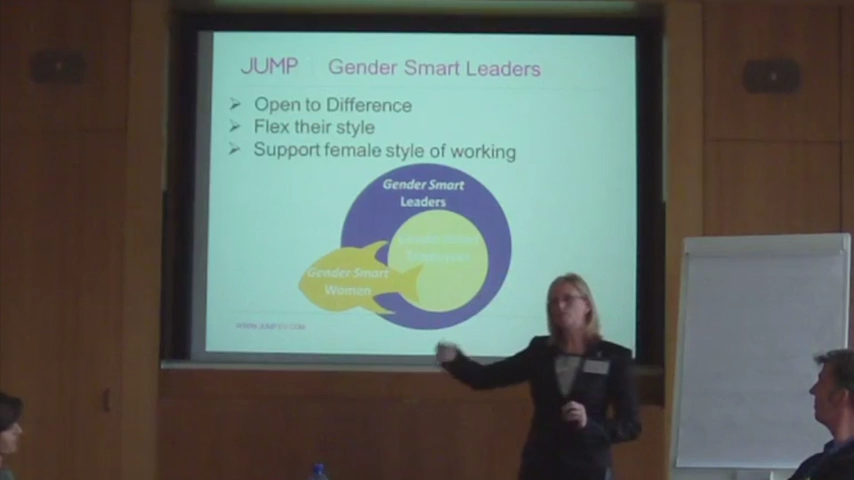 JUMP Gender Smart Leaders
Open to Difference
Flex their style
Support female style of working
Gender Smart
Leaders
Gender Smart
Women